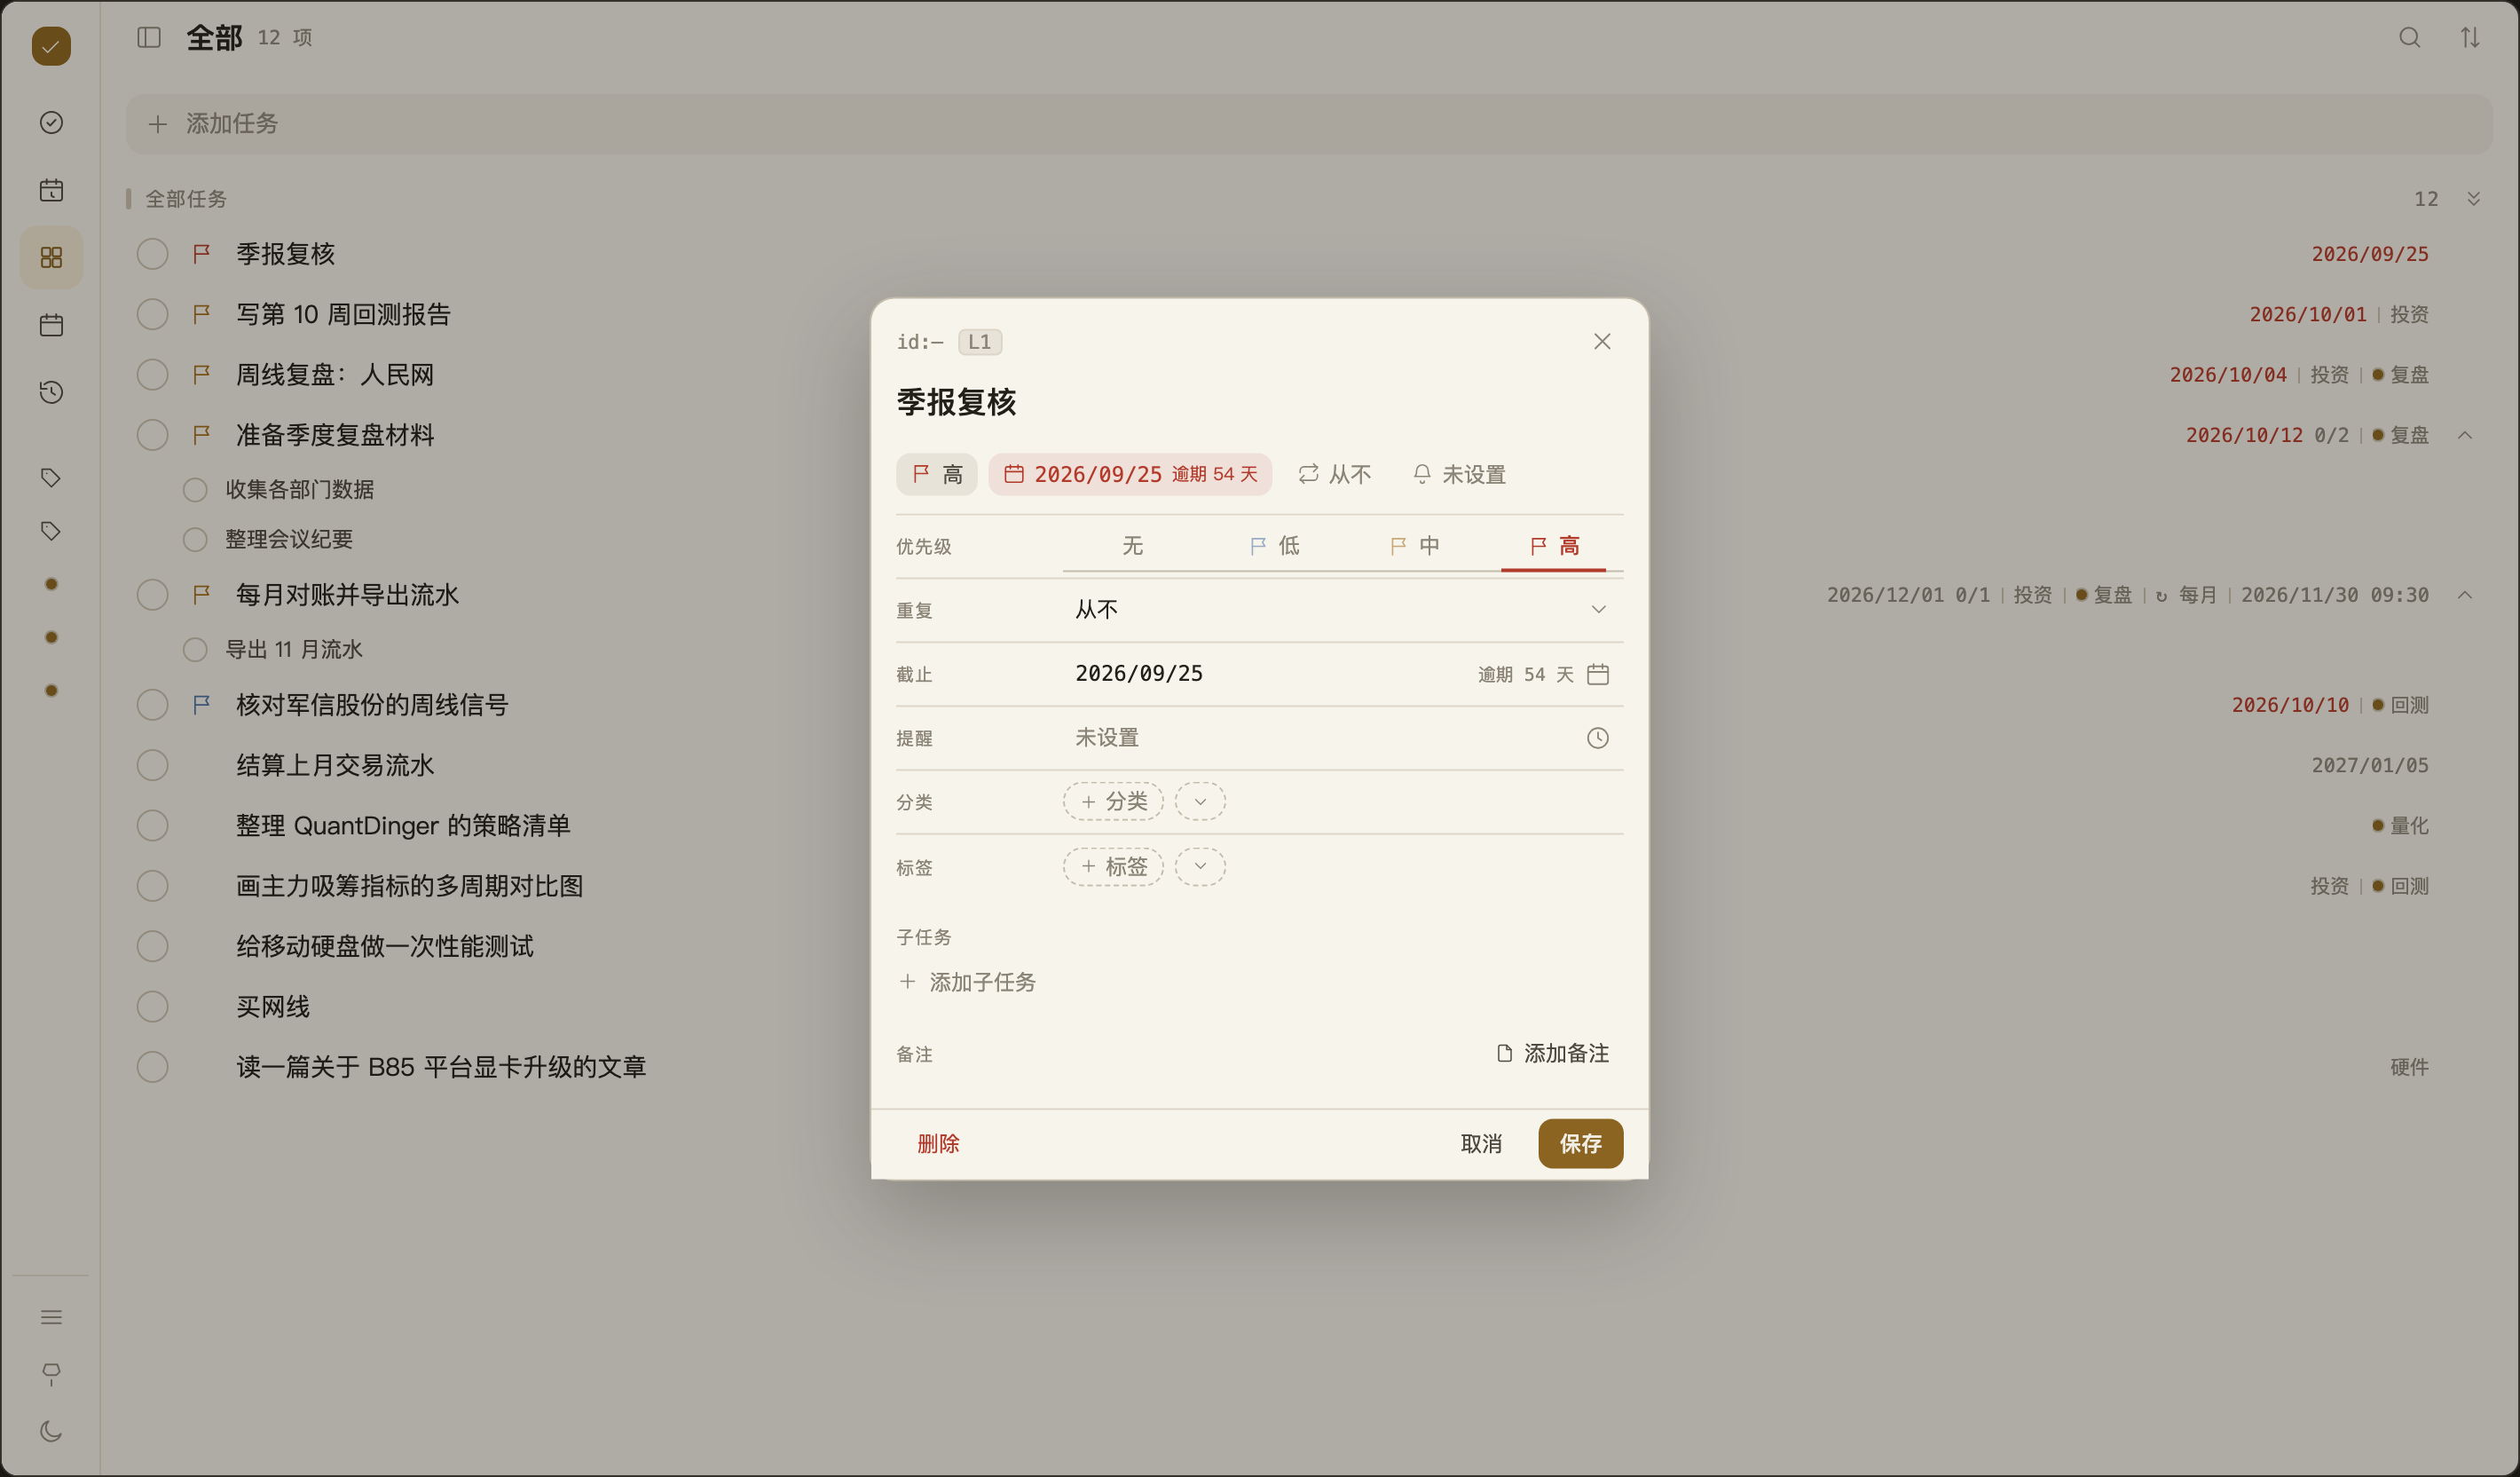 全部 12 项
添加任务
全部任务 12
季报复核 2026/09/25
写第 10 周回测报告 2026/10/01 | 投资
周线复盘：人民网 2026/10/04 | 投资 | 复盘
准备季度复盘材料 2026/10/12 0/2 | 复盘
收集各部门数据
整理会议纪要
每月对账并导出流水 2026/12/01 0/1 | 投资 | 复盘 | ↻ 每月 | 2026/11/30 09:30
导出 11 月流水
核对军信股份的周线信号 2026/10/10 | 回测
结算上月交易流水 2027/01/05
整理 QuantDinger 的策略清单 量化
画主力吸筹指标的多周期对比图 投资 | 回测
给移动硬盘做一次性能测试
买网线
读一篇关于 B85 平台显卡升级的文章 硬件
id:— L1
季报复核
高 2026/09/25 逾期 54 天 从不 未设置
优先级 无 低 中 高
重复 从不
截止 2026/09/25 逾期 54 天
提醒 未设置
分类 + 分类
标签 + 标签
子任务
+ 添加子任务
备注 添加备注
删除 取消 保存